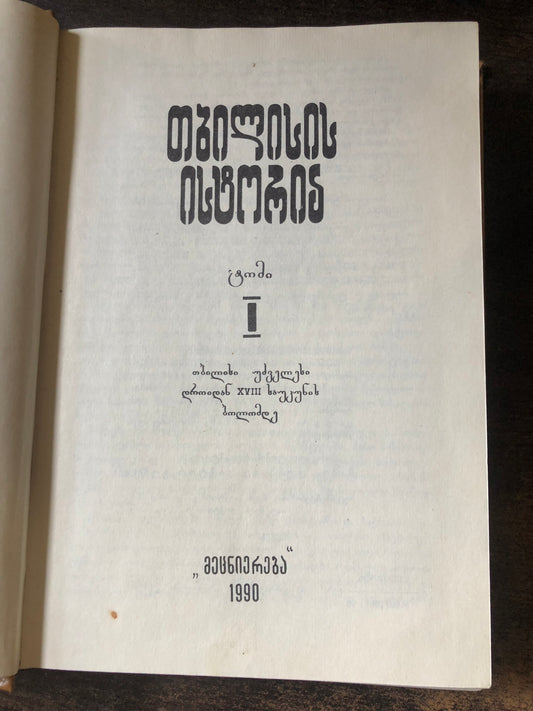 თბილისის
ისტორია
ტომი
I
თბილისი უძველესი
დროიდან XVIII საუკუნის
ბოლომდე
„მეცნიერება“
1990